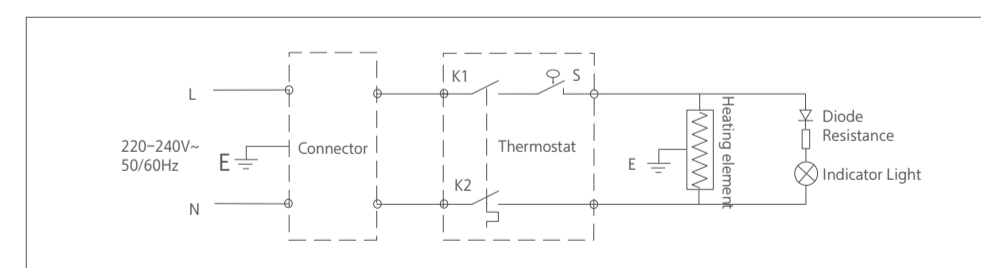 K1
S
L
Heating element
Diode
Resistance
220-240V~
50/60Hz
E
Connector
Thermostat
E
Indicator Light
K2
N